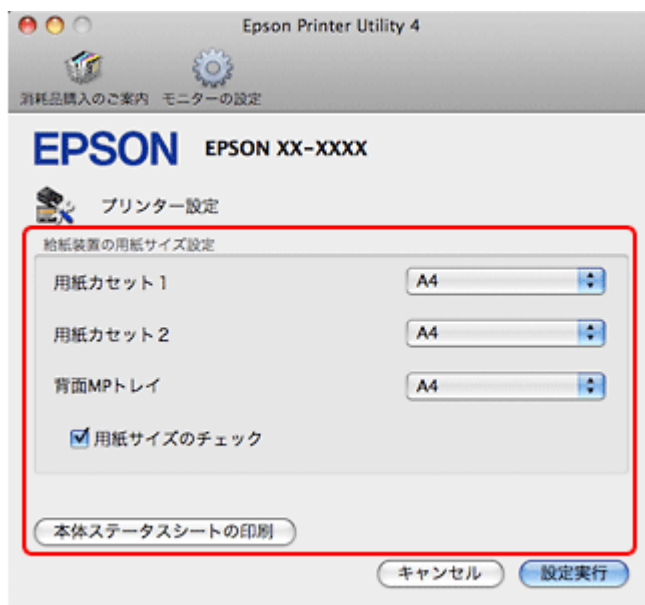 Epson Printer Utility 4
消耗品購入のご案内 モニターの設定
EPSON EPSON XX-XXXX
プリンター設定
給紙装置の用紙サイズ設定
用紙カセット1 A4
用紙カセット2 A4
背面MPトレイ A4
用紙サイズのチェック
本体ステータスシートの印刷
キャンセル 設定実行